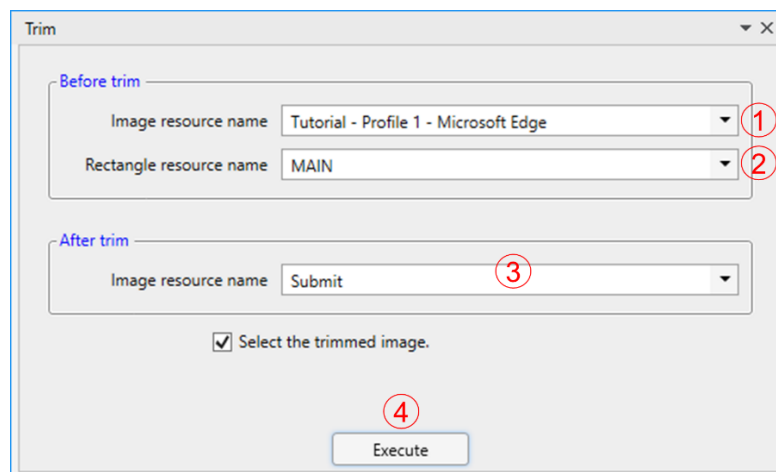 Trim
Before trim
Image resource name Tutorial - Profile 1 - Microsoft Edge ①
Rectangle resource name MAIN ②
After trim
Image resource name Submit ③
Select the trimmed image.
④
Execute